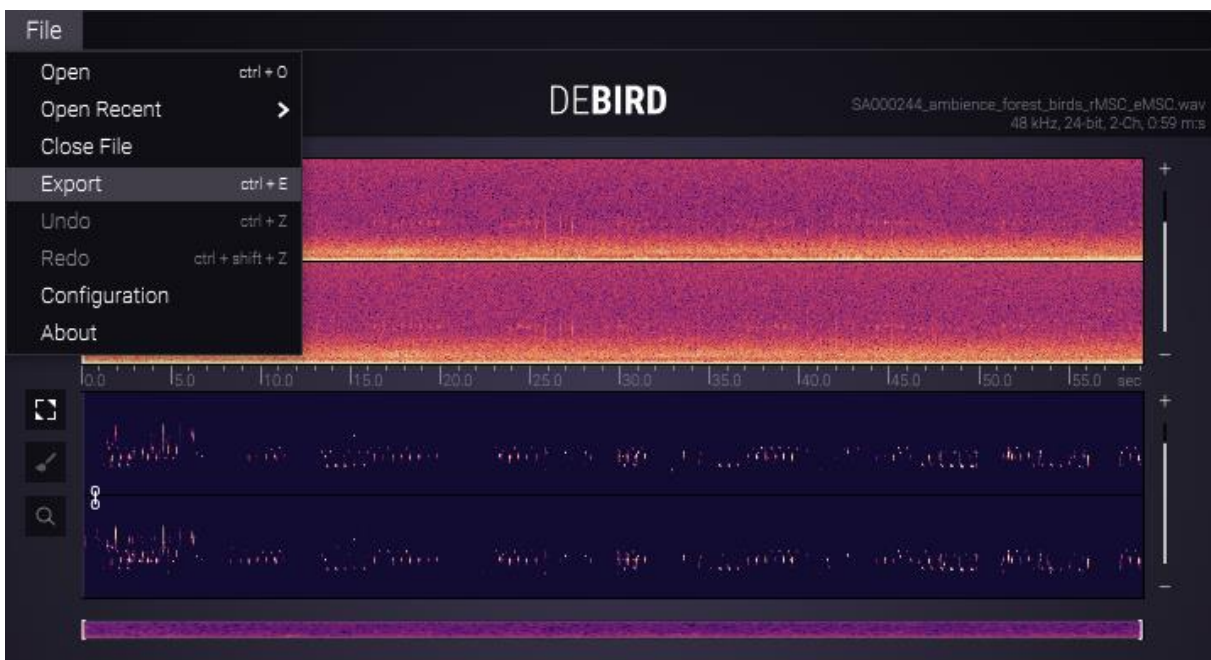 File
Open ctrl + O
Open Recent >
Close File
Export ctrl + E
Undo ctrl + Z
Redo ctrl + shift + Z
Configuration
About
DEBIRD
SA000244_ambience_forest_birds_rMSC_eMSC.wav
48 kHz, 24-bit, 2-Ch, 0:59 m:s
+
−
0.0 5.0 10.0 15.0 20.0 25.0 30.0 35.0 40.0 45.0 50.0 55.0 sec
+
−